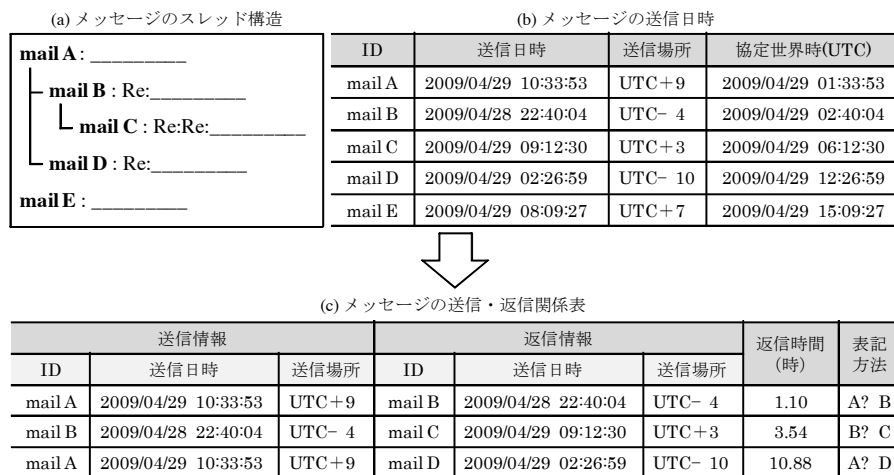 (a) メッセージのスレッド構造
mail A : _________
mail B : Re:_________
mail C : Re:Re:_________
mail D : Re:_________
mail E : _________
(b) メッセージの送信日時
ID 送信日時 送信場所 協定世界時(UTC)
mail A 2009/04/29 10:33:53 UTC+9 2009/04/29 01:33:53
mail B 2009/04/28 22:40:04 UTC− 4 2009/04/29 02:40:04
mail C 2009/04/29 09:12:30 UTC+3 2009/04/29 06:12:30
mail D 2009/04/29 02:26:59 UTC− 10 2009/04/29 12:26:59
mail E 2009/04/29 08:09:27 UTC+7 2009/04/29 15:09:27
(c) メッセージの送信・返信関係表
送信情報 返信情報 返信時間(時) 表記方法
ID 送信日時 送信場所 ID 送信日時 送信場所
mail A 2009/04/29 10:33:53 UTC+9 mail B 2009/04/28 22:40:04 UTC− 4 1.10 A? B
mail B 2009/04/28 22:40:04 UTC− 4 mail C 2009/04/29 09:12:30 UTC+3 3.54 B? C
mail A 2009/04/29 10:33:53 UTC+9 mail D 2009/04/29 02:26:59 UTC− 10 10.88 A? D